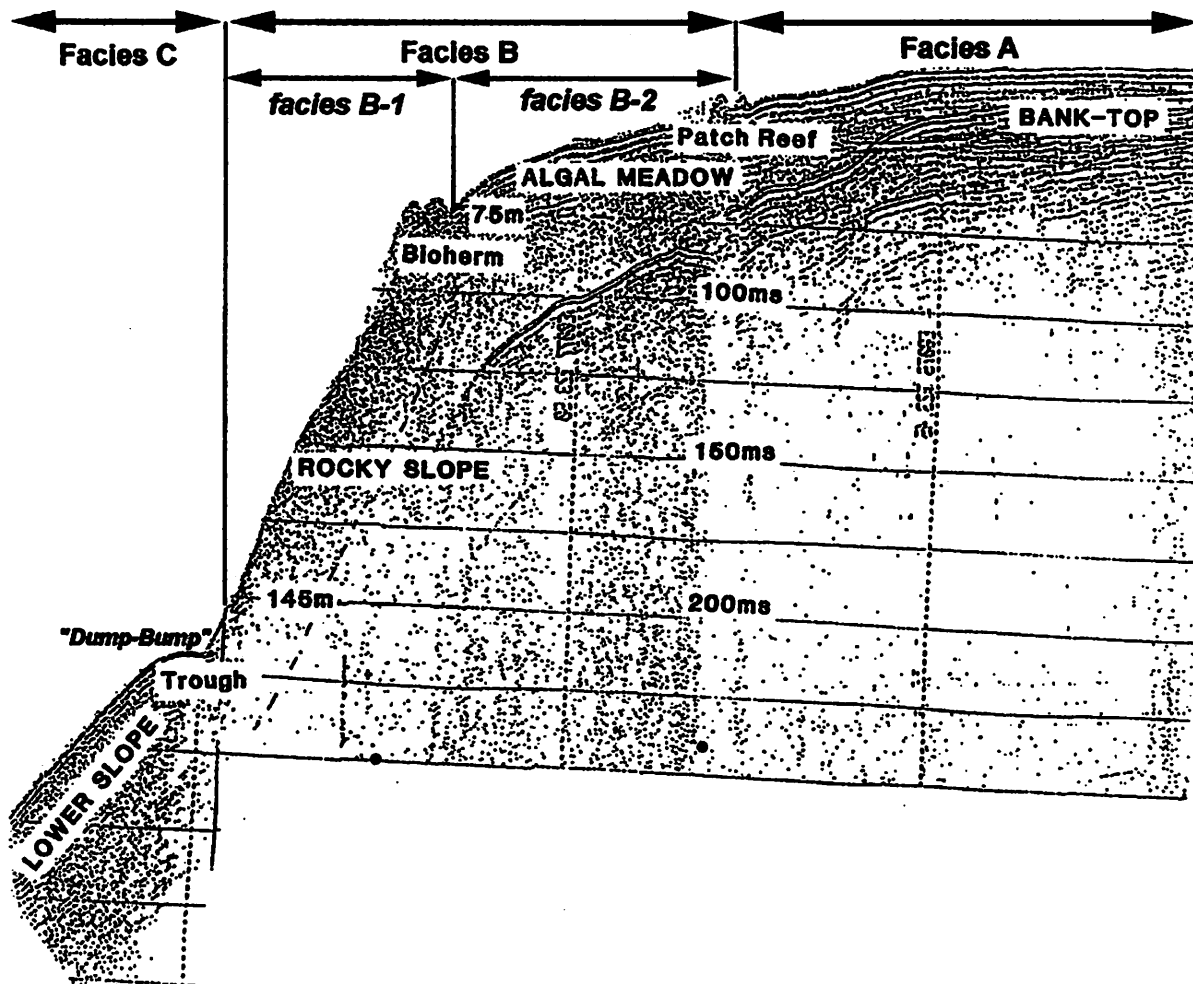 Facies C
Facies B
Facies A
facies B-1
facies B-2
BANK-TOP
Patch Reef
ALGAL MEADOW
75m
Bioherm
100ms
150ms
ROCKY SLOPE
145m
200ms
"Dump-Bump"
Trough
LOWER SLOPE